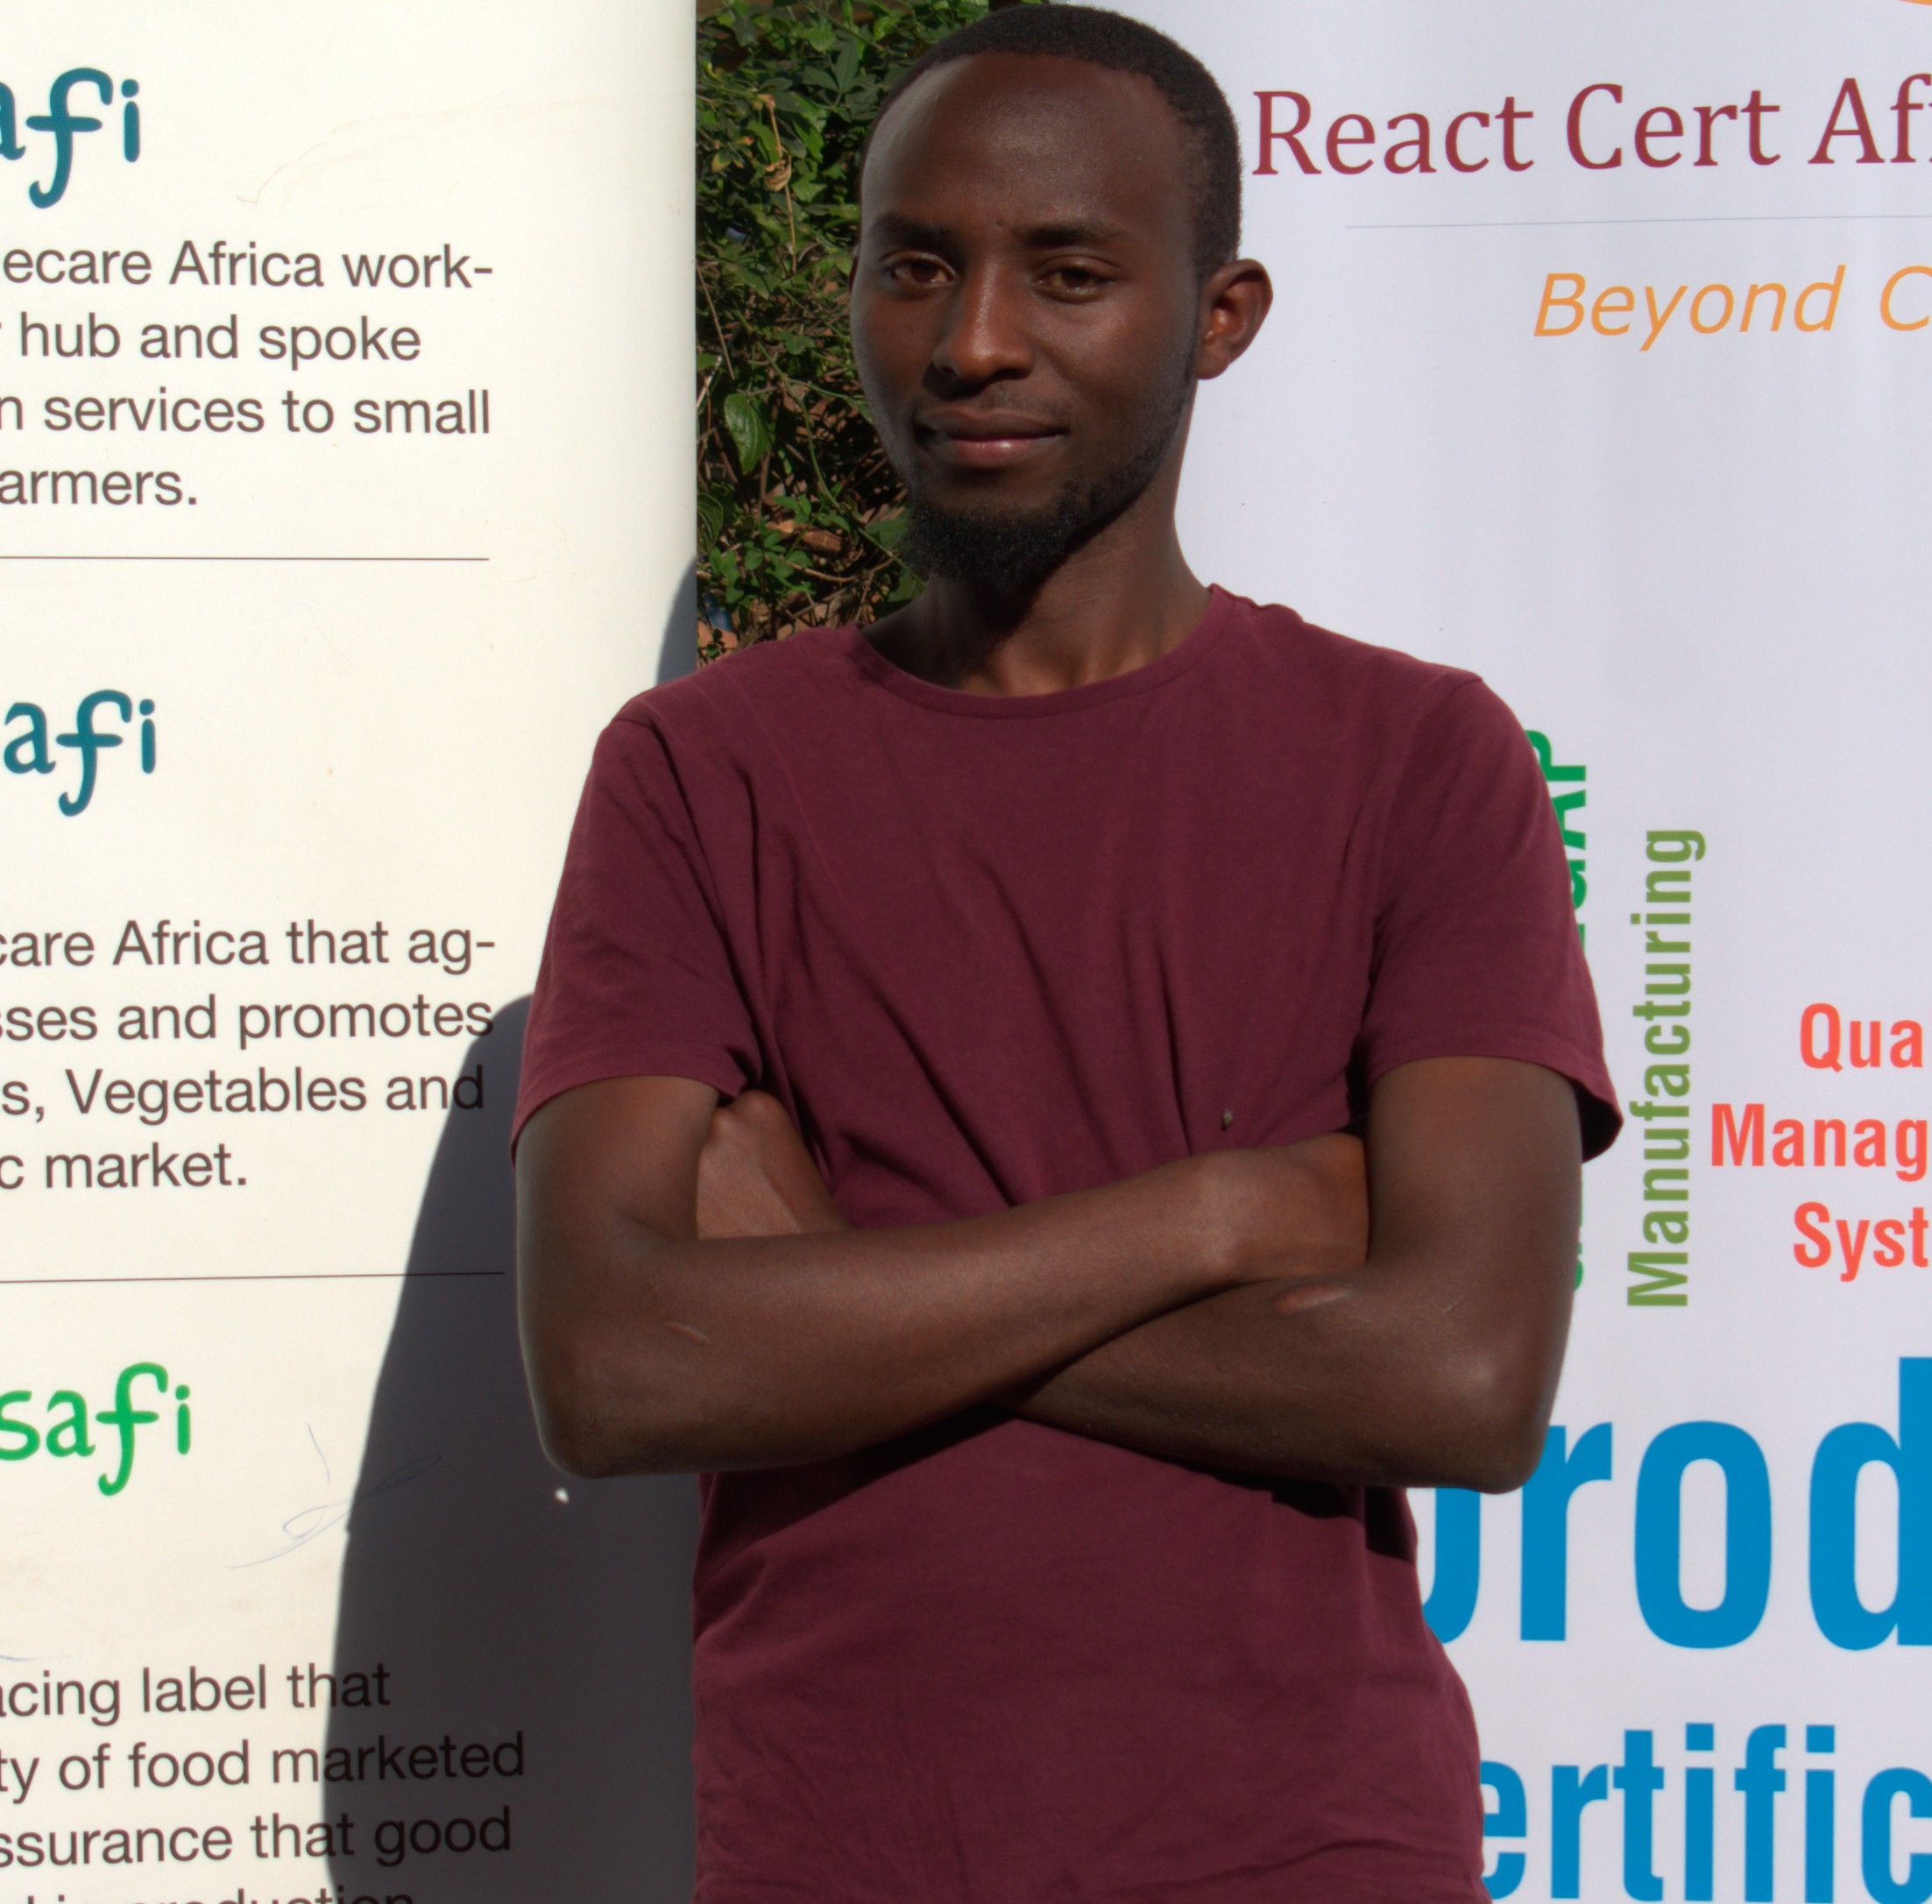 afi
ecare Africa work-
hub and spoke
n services to small
armers.
afi
care Africa that ag-
sses and promotes
s, Vegetables and
c market.
safi
acing label that
ty of food marketed
ssurance that good
production
React Cert Af
Beyond C
Manufacturing
Qua
Manag
Syst
prod
ertific